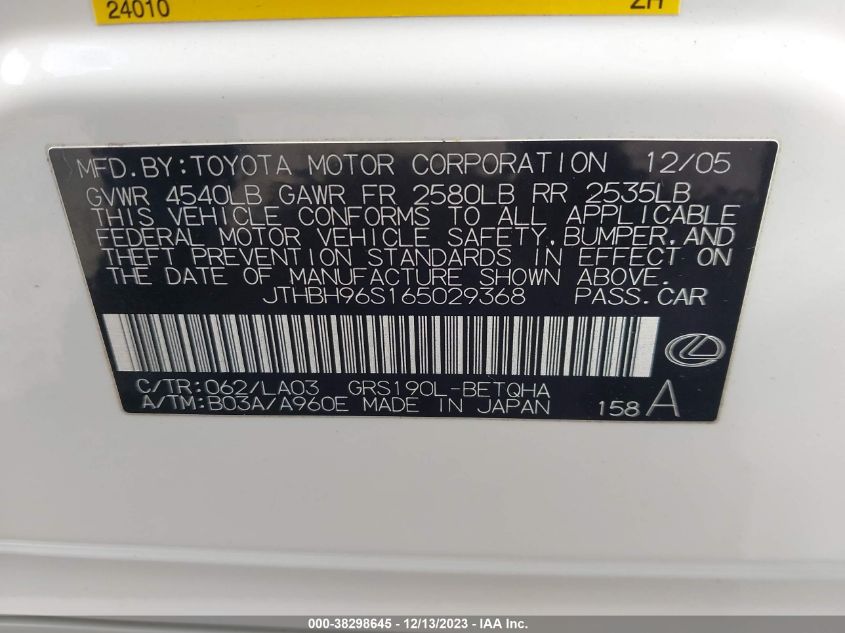 24010 ZH
MFD.BY:TOYOTA MOTOR CORPORATION 12/05
GVWR 4540LB GAWR FR 2580LB RR 2535LB
THIS VEHICLE CONFORMS TO ALL APPLICABLE
FEDERAL MOTOR VEHICLE SAFETY,BUMPER,AND
THEFT PREVENTION STANDARDS IN EFFECT ON
THE DATE OF MANUFACTURE SHOWN ABOVE.
JTHBH96S165029368 PASS.CAR
C/TR:062/LA03 GRS190L-BETQHA
A/TM:B03A/A960E MADE IN JAPAN 158 A
000-38298645 - 12/13/2023 - IAA Inc.